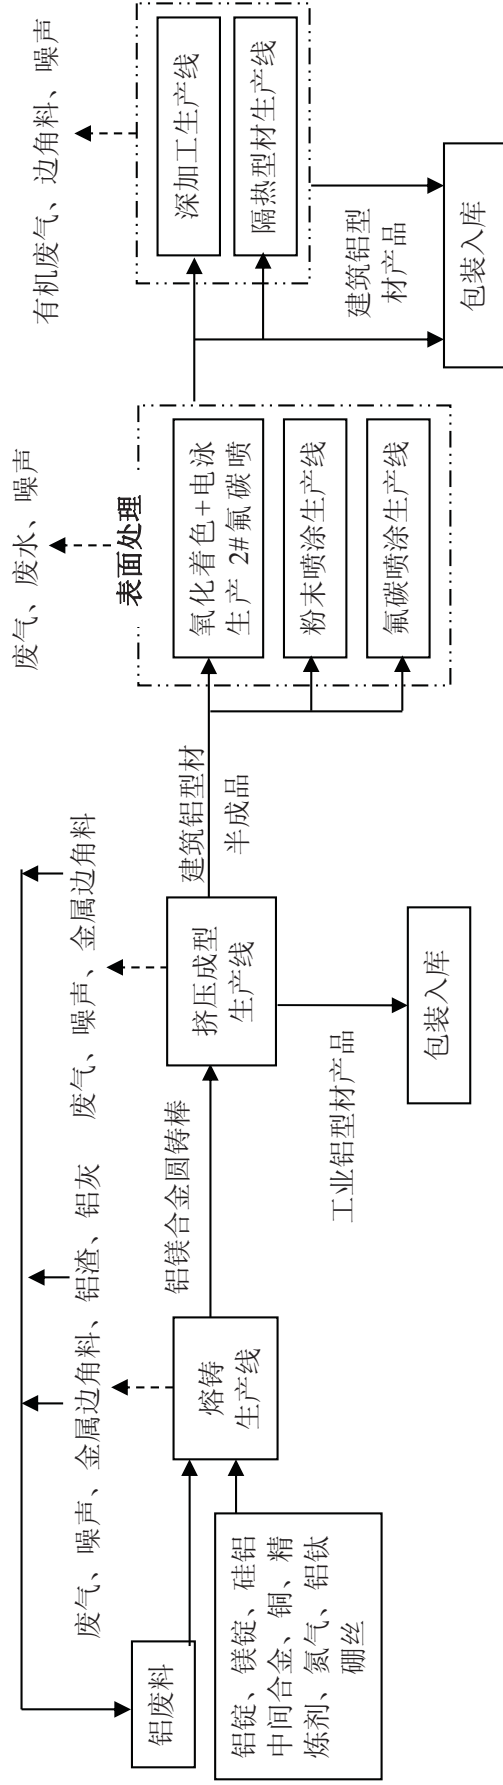 铝废料
铝锭、镁锭、硅铝
中间合金、铜、精
炼剂、氮气、铝钛
硼丝
废气、噪声、金属边角料、铝渣、铝灰
熔铸
生产线
铝镁合金圆铸棒
废气、噪声、金属边角料
挤压成型
生产线
工业铝型材产品
包装入库
建筑铝型材
半成品
废气、废水、噪声
表面处理
氧化着色+电泳
生产 2#氟碳喷
粉末喷涂生产线
氟碳喷涂生产线
有机废气、边角料、噪声
深加工生产线
隔热型材生产线
建筑铝型
材产品
包装入库